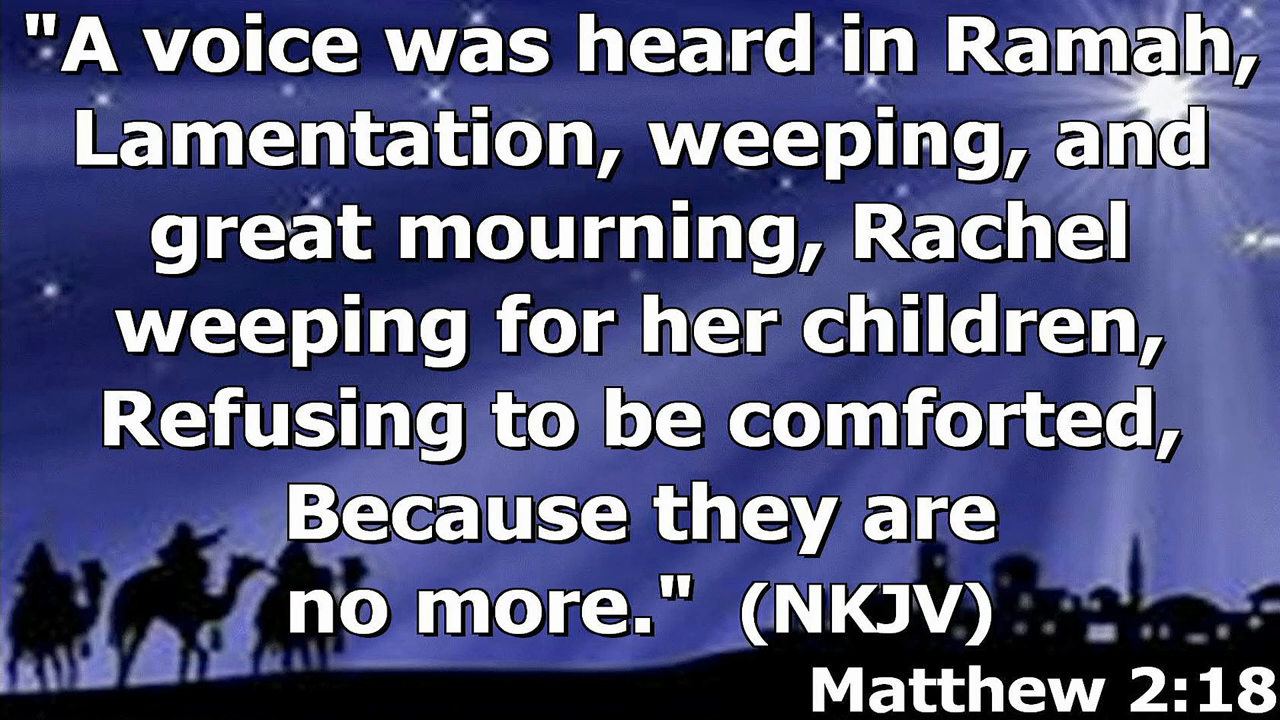 "A voice was heard in Ramah,
Lamentation, weeping, and
great mourning, Rachel
weeping for her children,
Refusing to be comforted,
Because they are
no more." (NKJV)
Matthew 2:18